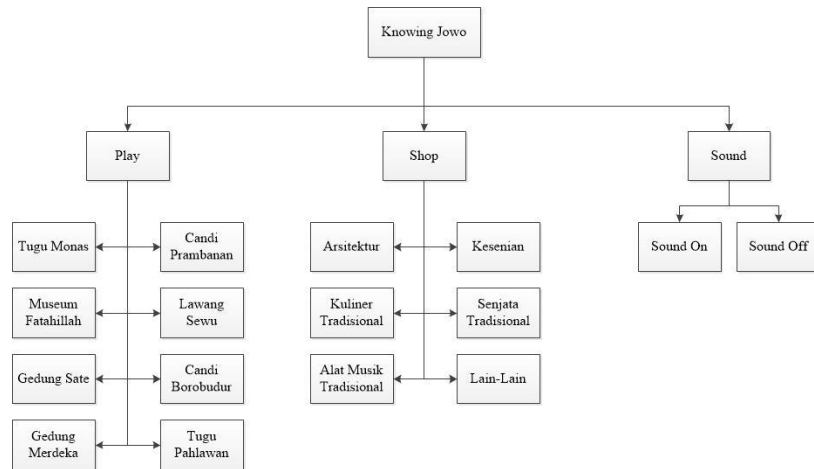 Knowing Jowo
Play
Shop
Sound
Tugu Monas
Candi
Prambanan
Museum
Fatahillah
Lawang
Sewu
Gedung Sate
Candi
Borobudur
Gedung
Merdeka
Tugu
Pahlawan
Arsitektur
Kesenian
Kuliner
Tradisional
Senjata
Tradisional
Alat Musik
Tradisional
Lain-Lain
Sound On
Sound Off